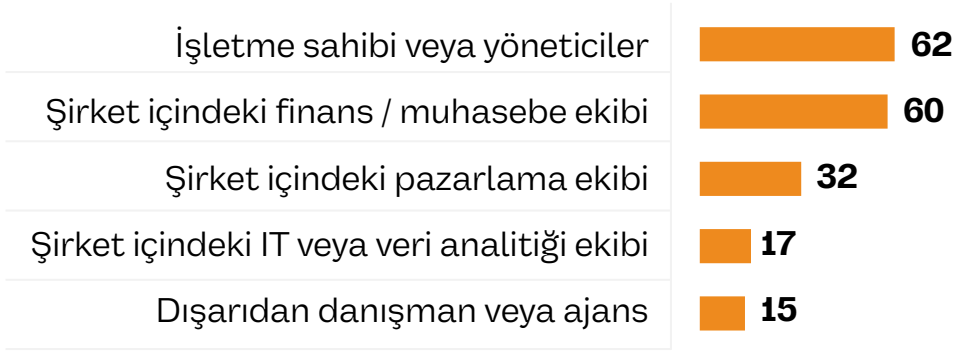 İşletme sahibi veya yöneticiler 62
Şirket içindeki finans / muhasebe ekibi 60
Şirket içindeki pazarlama ekibi 32
Şirket içindeki IT veya veri analitiği ekibi 17
Dışarıdan danışman veya ajans 15